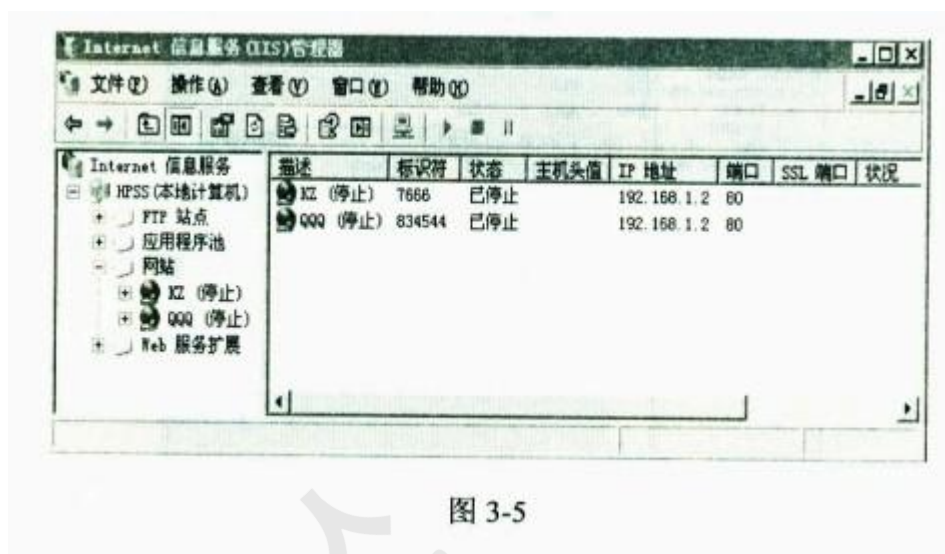 Internet 信息服务(IIS)管理器
文件(F) 操作(A) 查看(V) 窗口(W) 帮助(H)
Internet 信息服务
HPSS(本地计算机)
FTP 站点
应用程序池
网站
KZ (停止)
QQQ (停止)
Web 服务扩展
描述 标识符 状态 主机头值 IP 地址 端口 SSL 端口 状况
KZ (停止) 7666 已停止 192.168.1.2 80
QQQ (停止) 834544 已停止 192.168.1.2 80
图 3-5